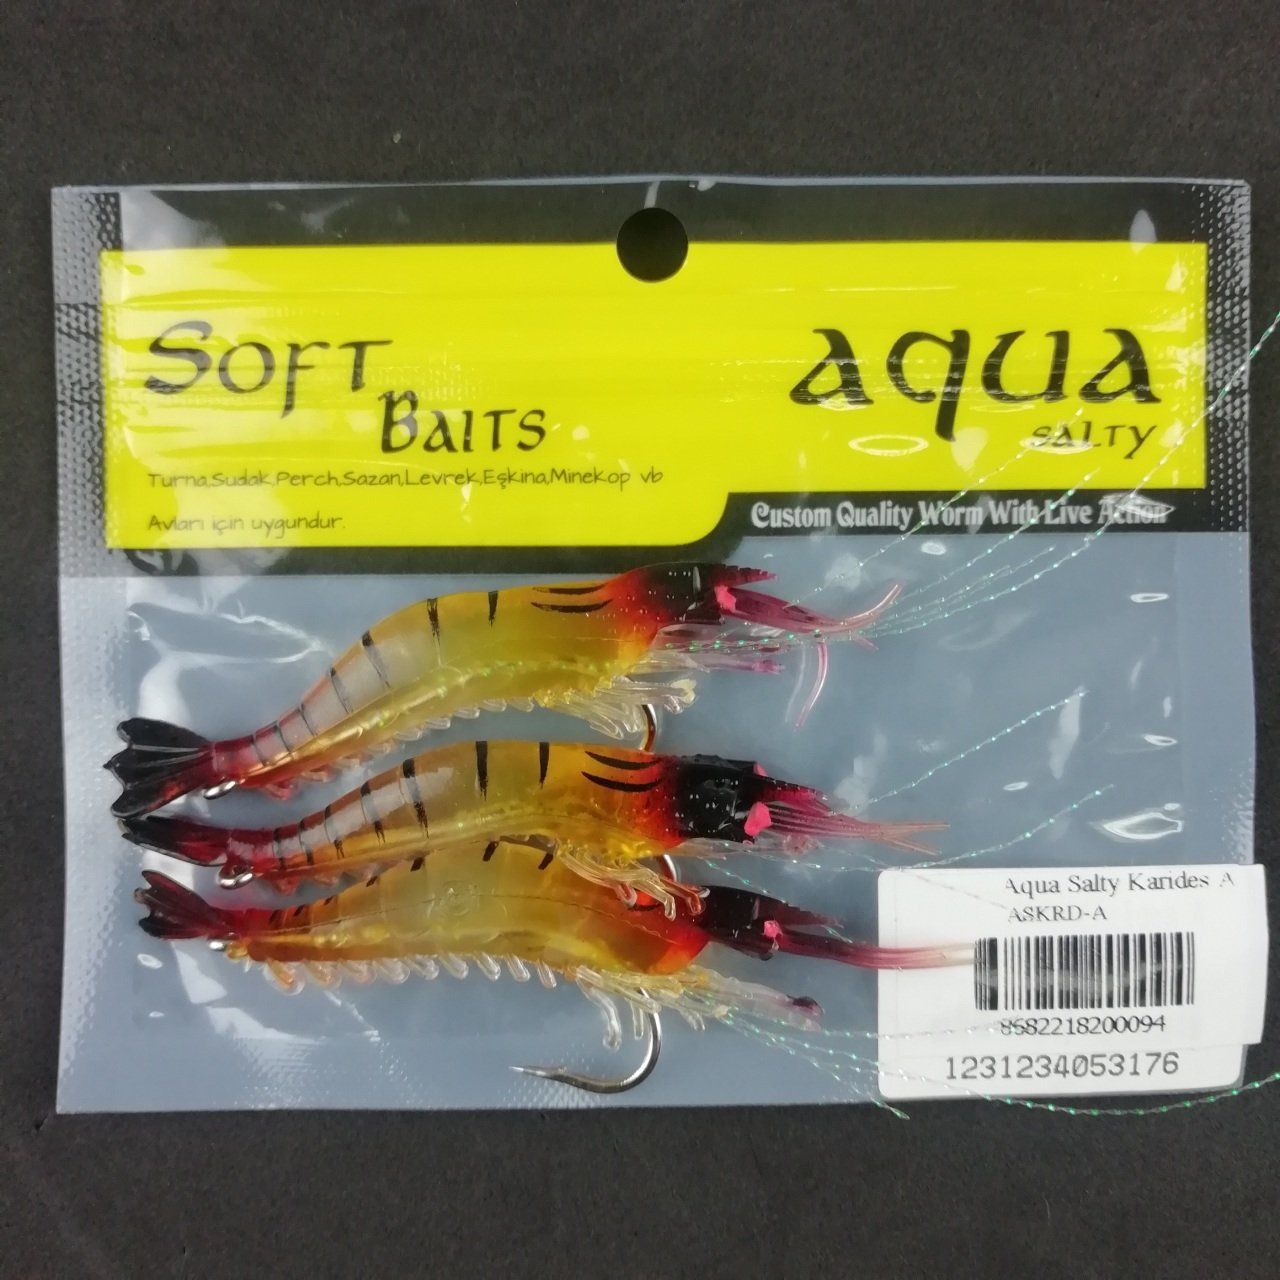 Soft
Baits
aqua
salty
Turna,Sudak,Perch,Sazan,Levrek,Eşkina,Minekop vb
Avları için uygundur.
Custom Quality Worm With Live Action
Aqua Salty Karides A
ASKRD-A
8682218200094
1231234053176